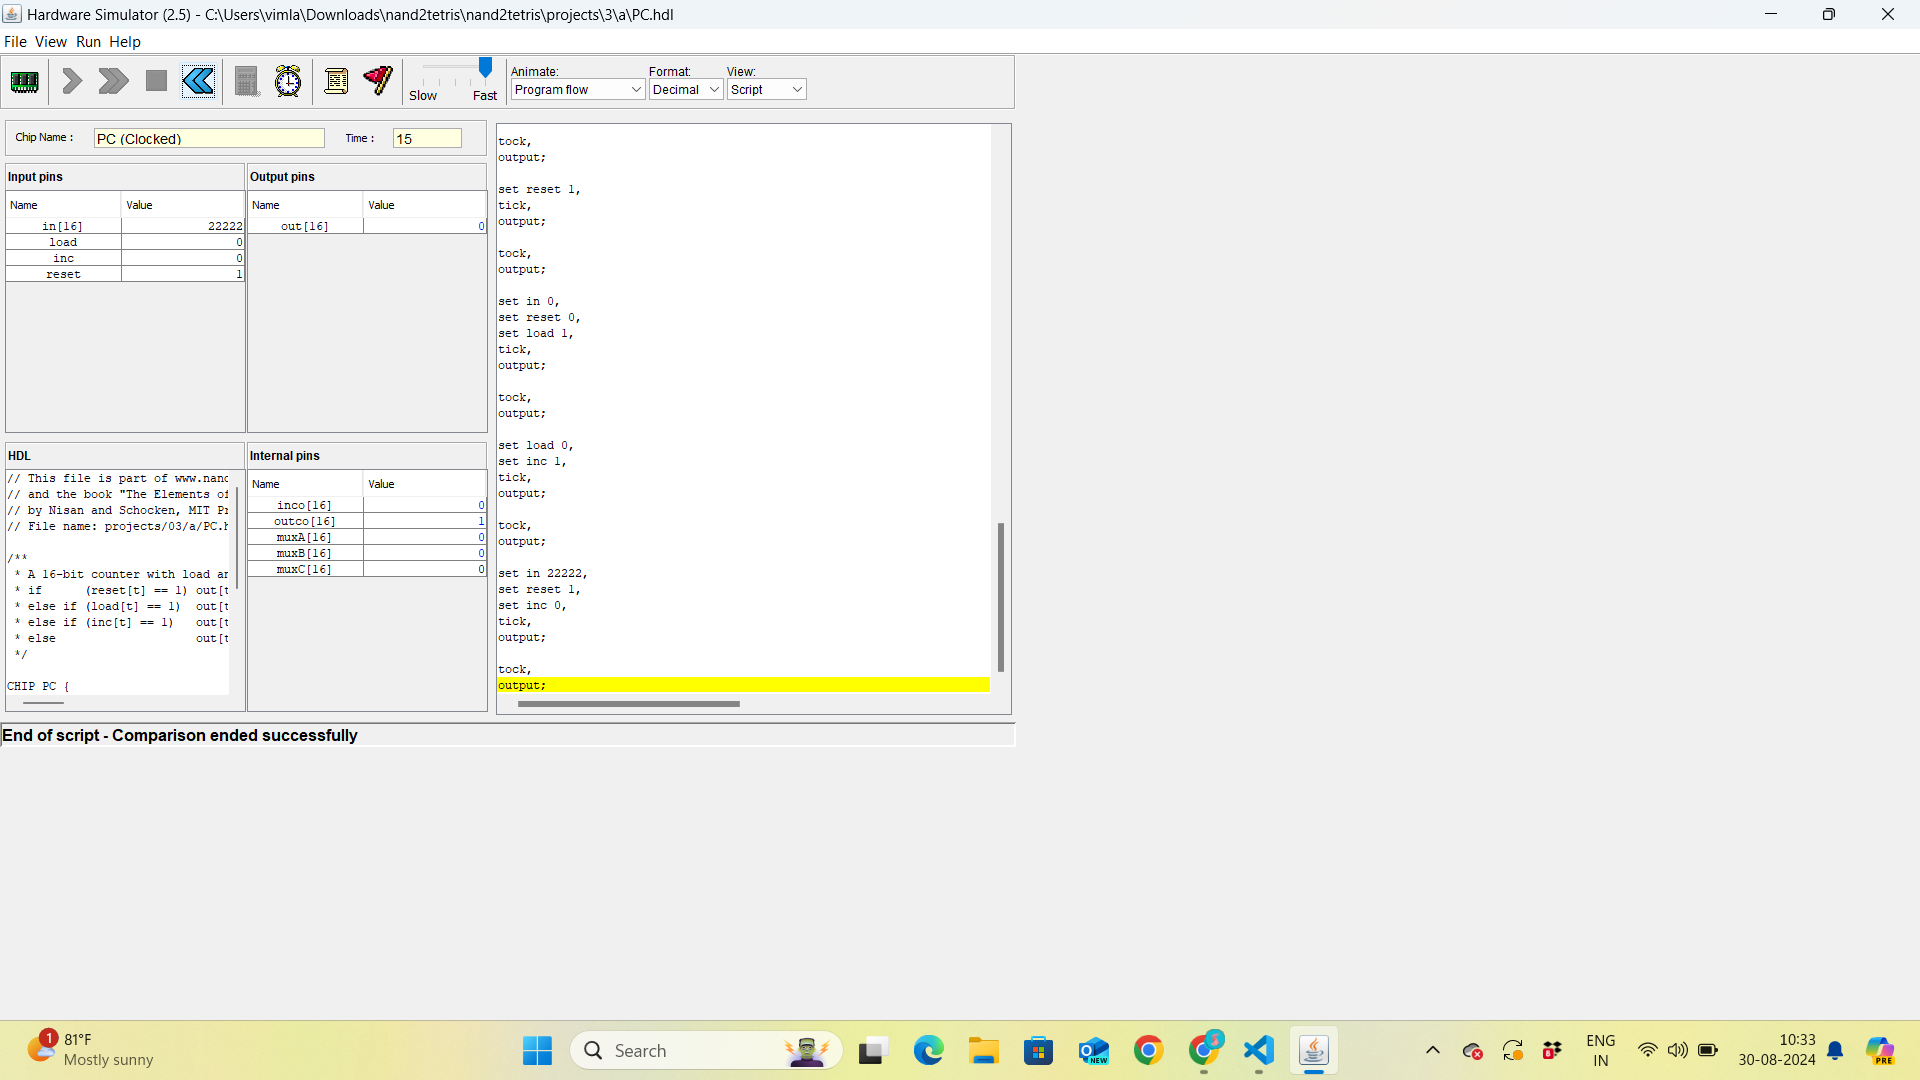 Hardware Simulator (2.5) - C:\Users\vimla\Downloads\nand2tetris\nand2tetris\projects\3\a\PC.hdl
File View Run Help
Slow Fast
Animate: Format: View:
Program flow Decimal Script
Chip Name : PC (Clocked) Time : 15
Input pins
Name Value
in[16] 22222
load 0
inc 0
reset 1
Output pins
Name Value
out[16] 0
HDL
// This file is part of www.nand
// and the book "The Elements of
// by Nisan and Schocken, MIT Pr
// File name: projects/03/a/PC.h
/**
* A 16-bit counter with load an
* if (reset[t] == 1) out[t
* else if (load[t] == 1) out[t
* else if (inc[t] == 1) out[t
* else out[t
*/
CHIP PC {
Internal pins
Name Value
inco[16] 0
outco[16] 1
muxA[16] 0
muxB[16] 0
muxC[16] 0
tock,
output;
set reset 1,
tick,
output;
tock,
output;
set in 0,
set reset 0,
set load 1,
tick,
output;
tock,
output;
set load 0,
set inc 1,
tick,
output;
tock,
output;
set in 22222,
set reset 1,
set inc 0,
tick,
output;
tock,
output;
End of script - Comparison ended successfully
1
81°F
Mostly sunny
Search
NEW
8
ENG
IN
10:33
30-08-2024
PRE